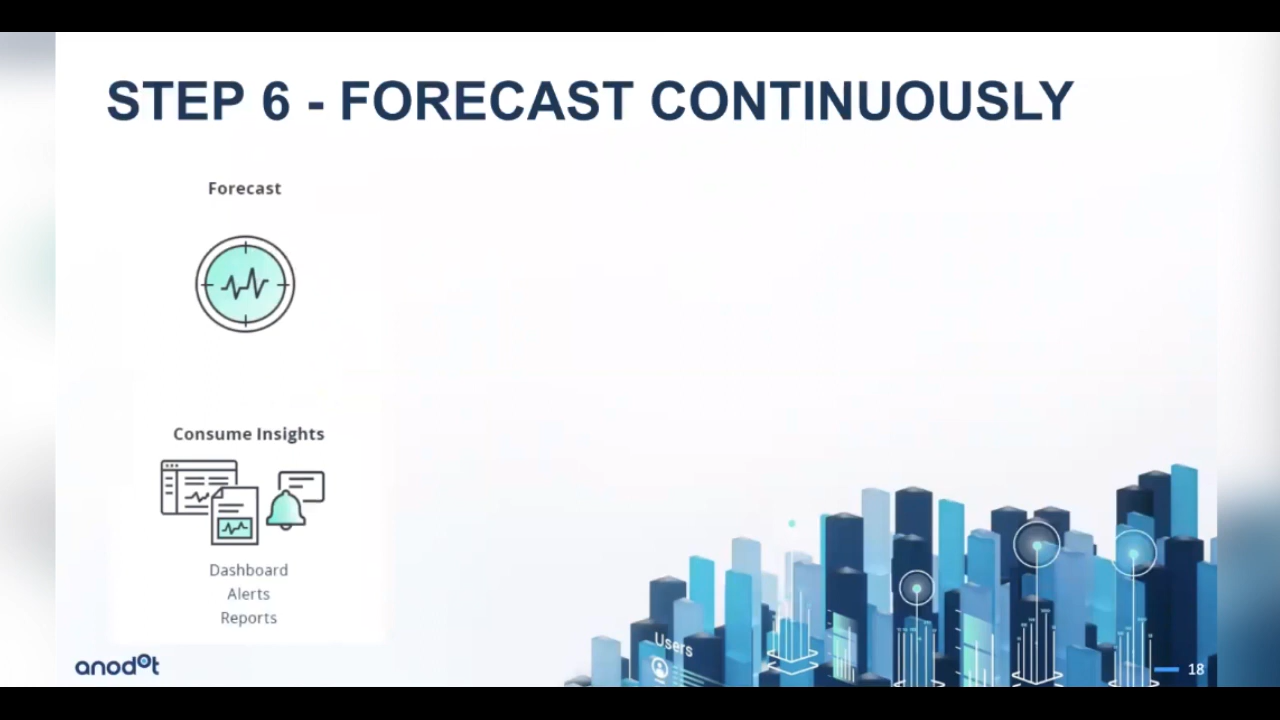 STEP 6 - FORECAST CONTINUOUSLY
Forecast
Consume Insights
Dashboard
Alerts
Reports
Users
anodot
18